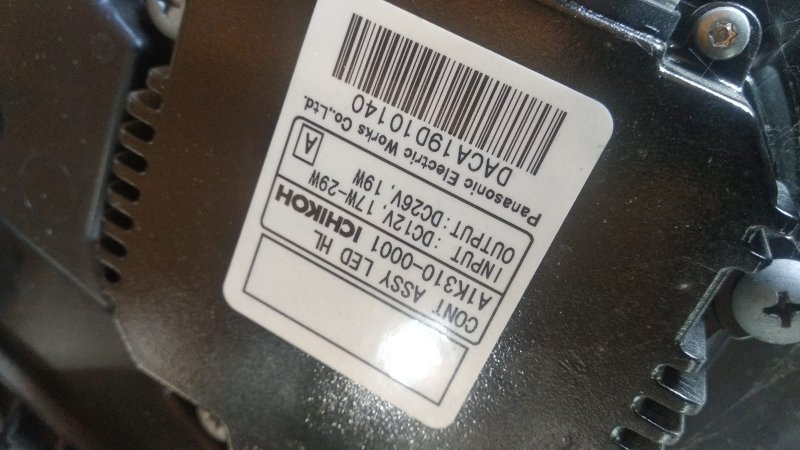 CONT ASSY LED HL
A1K310-0001 ICHIKOH
INPUT : DC12V, 17W-29W
OUTPUT : DC26V, 19W
A
Panasonic Electric Works Co.,Ltd.
DACA19D10140